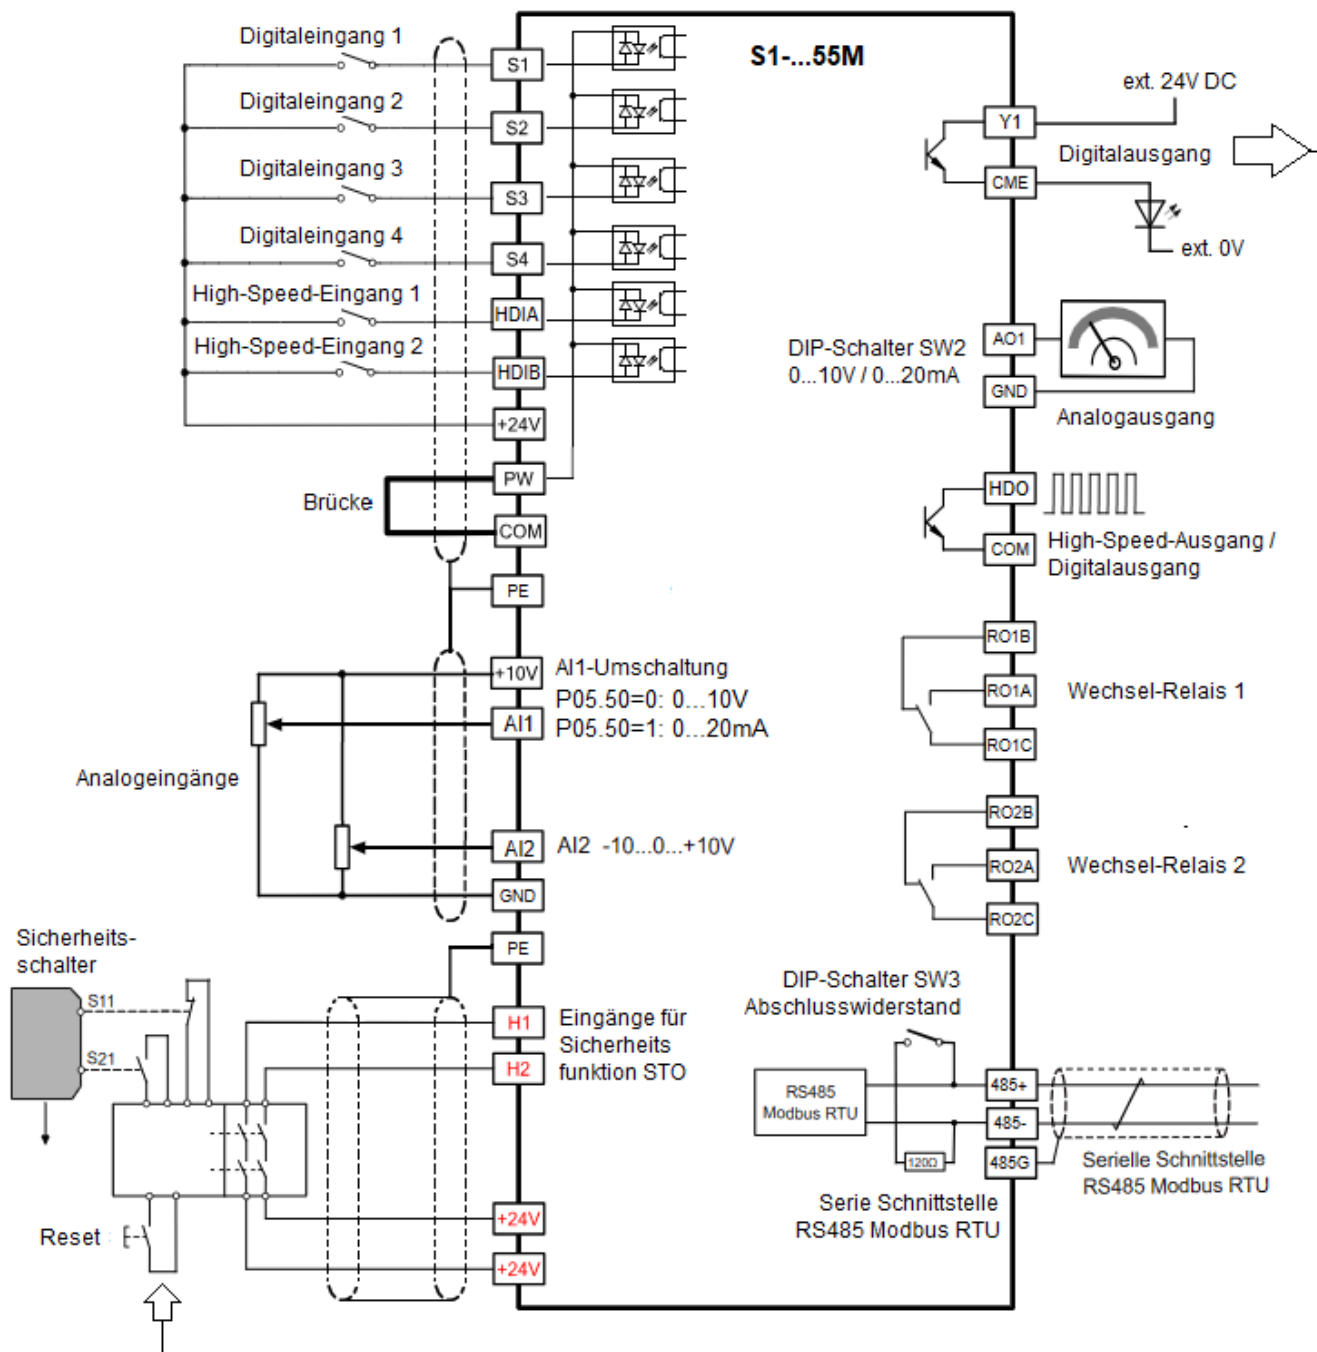 S1-...55M
Digitaleingang 1
S1
Digitaleingang 2
S2
Digitaleingang 3
S3
Digitaleingang 4
S4
High-Speed-Eingang 1
HDIA
High-Speed-Eingang 2
HDIB
+24V
PW
Brücke
COM
PE
+10V
AI1-Umschaltung
P05.50=0: 0...10V
AI1
P05.50=1: 0...20mA
Analogeingänge
AI2
AI2 -10...0...+10V
GND
PE
Sicherheits-
schalter
S11
S21
H1
Eingänge für
Sicherheits
H2
funktion STO
Reset
+24V
+24V
ext. 24V DC
Y1
Digitalausgang
CME
ext. 0V
DIP-Schalter SW2
0...10V / 0...20mA
AO1
GND
Analogausgang
HDO
COM
High-Speed-Ausgang /
Digitalausgang
RO1B
RO1A
Wechsel-Relais 1
RO1C
RO2B
RO2A
Wechsel-Relais 2
RO2C
DIP-Schalter SW3
Abschlusswiderstand
RS485
Modbus RTU
485+
485-
120Ω
485G
Serielle Schnittstelle
RS485 Modbus RTU
Serie Schnittstelle
RS485 Modbus RTU